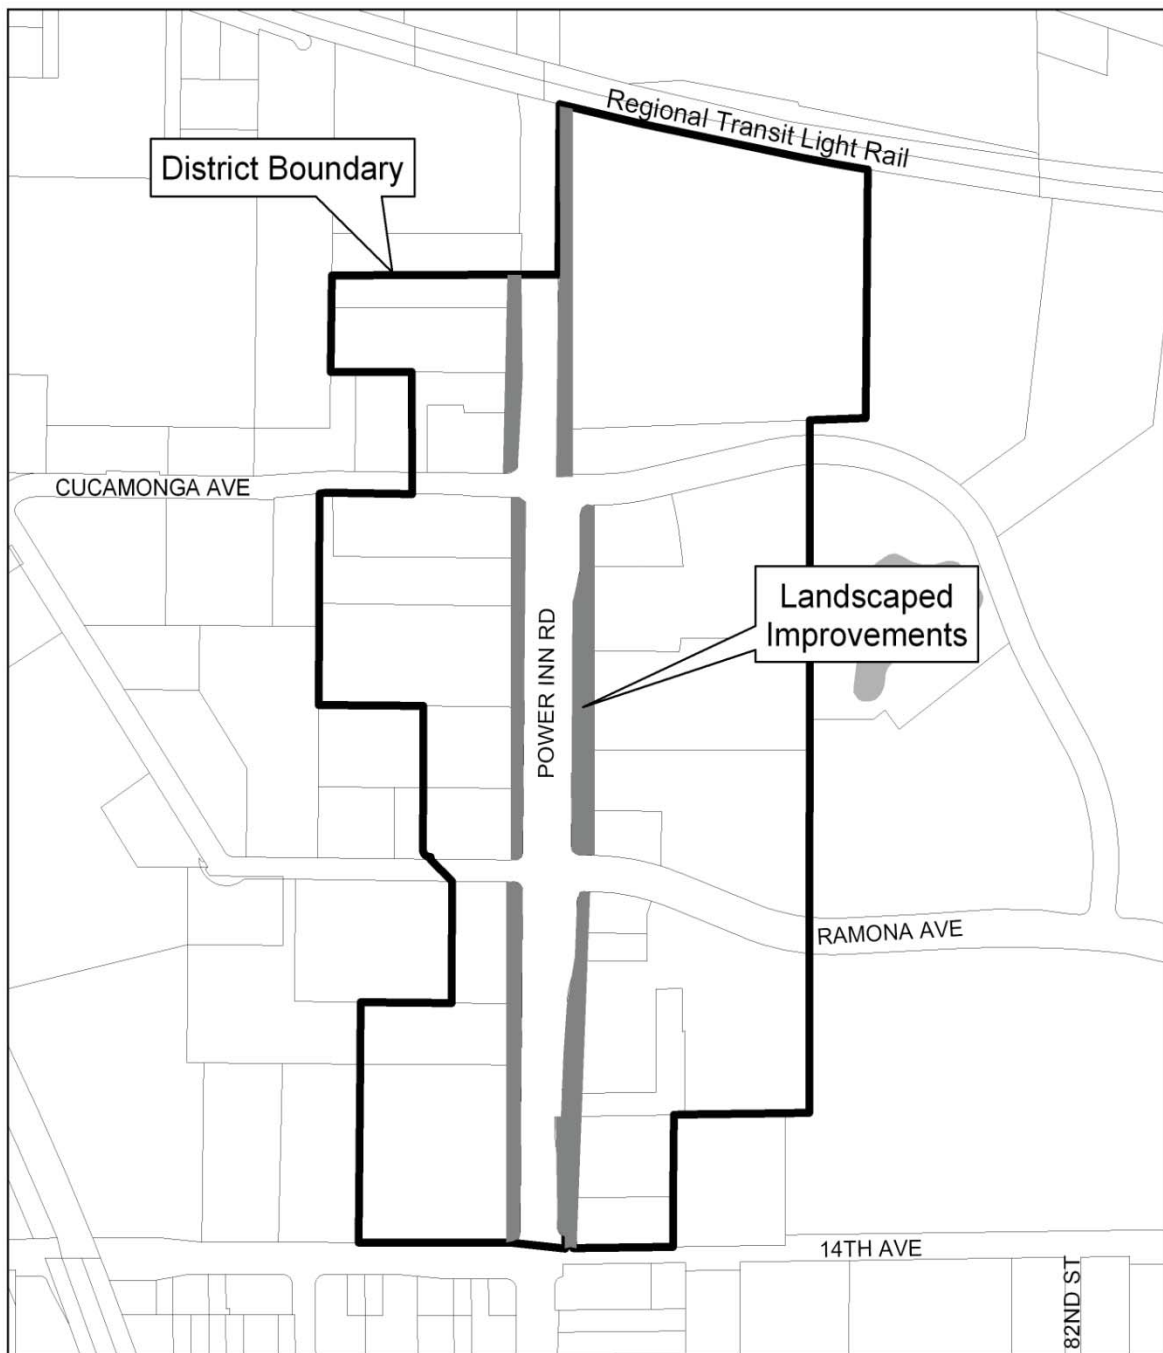 Regional Transit Light Rail
District Boundary
CUCAMONGA AVE
Landscaped
Improvements
POWER INN RD
RAMONA AVE
14TH AVE
82ND ST